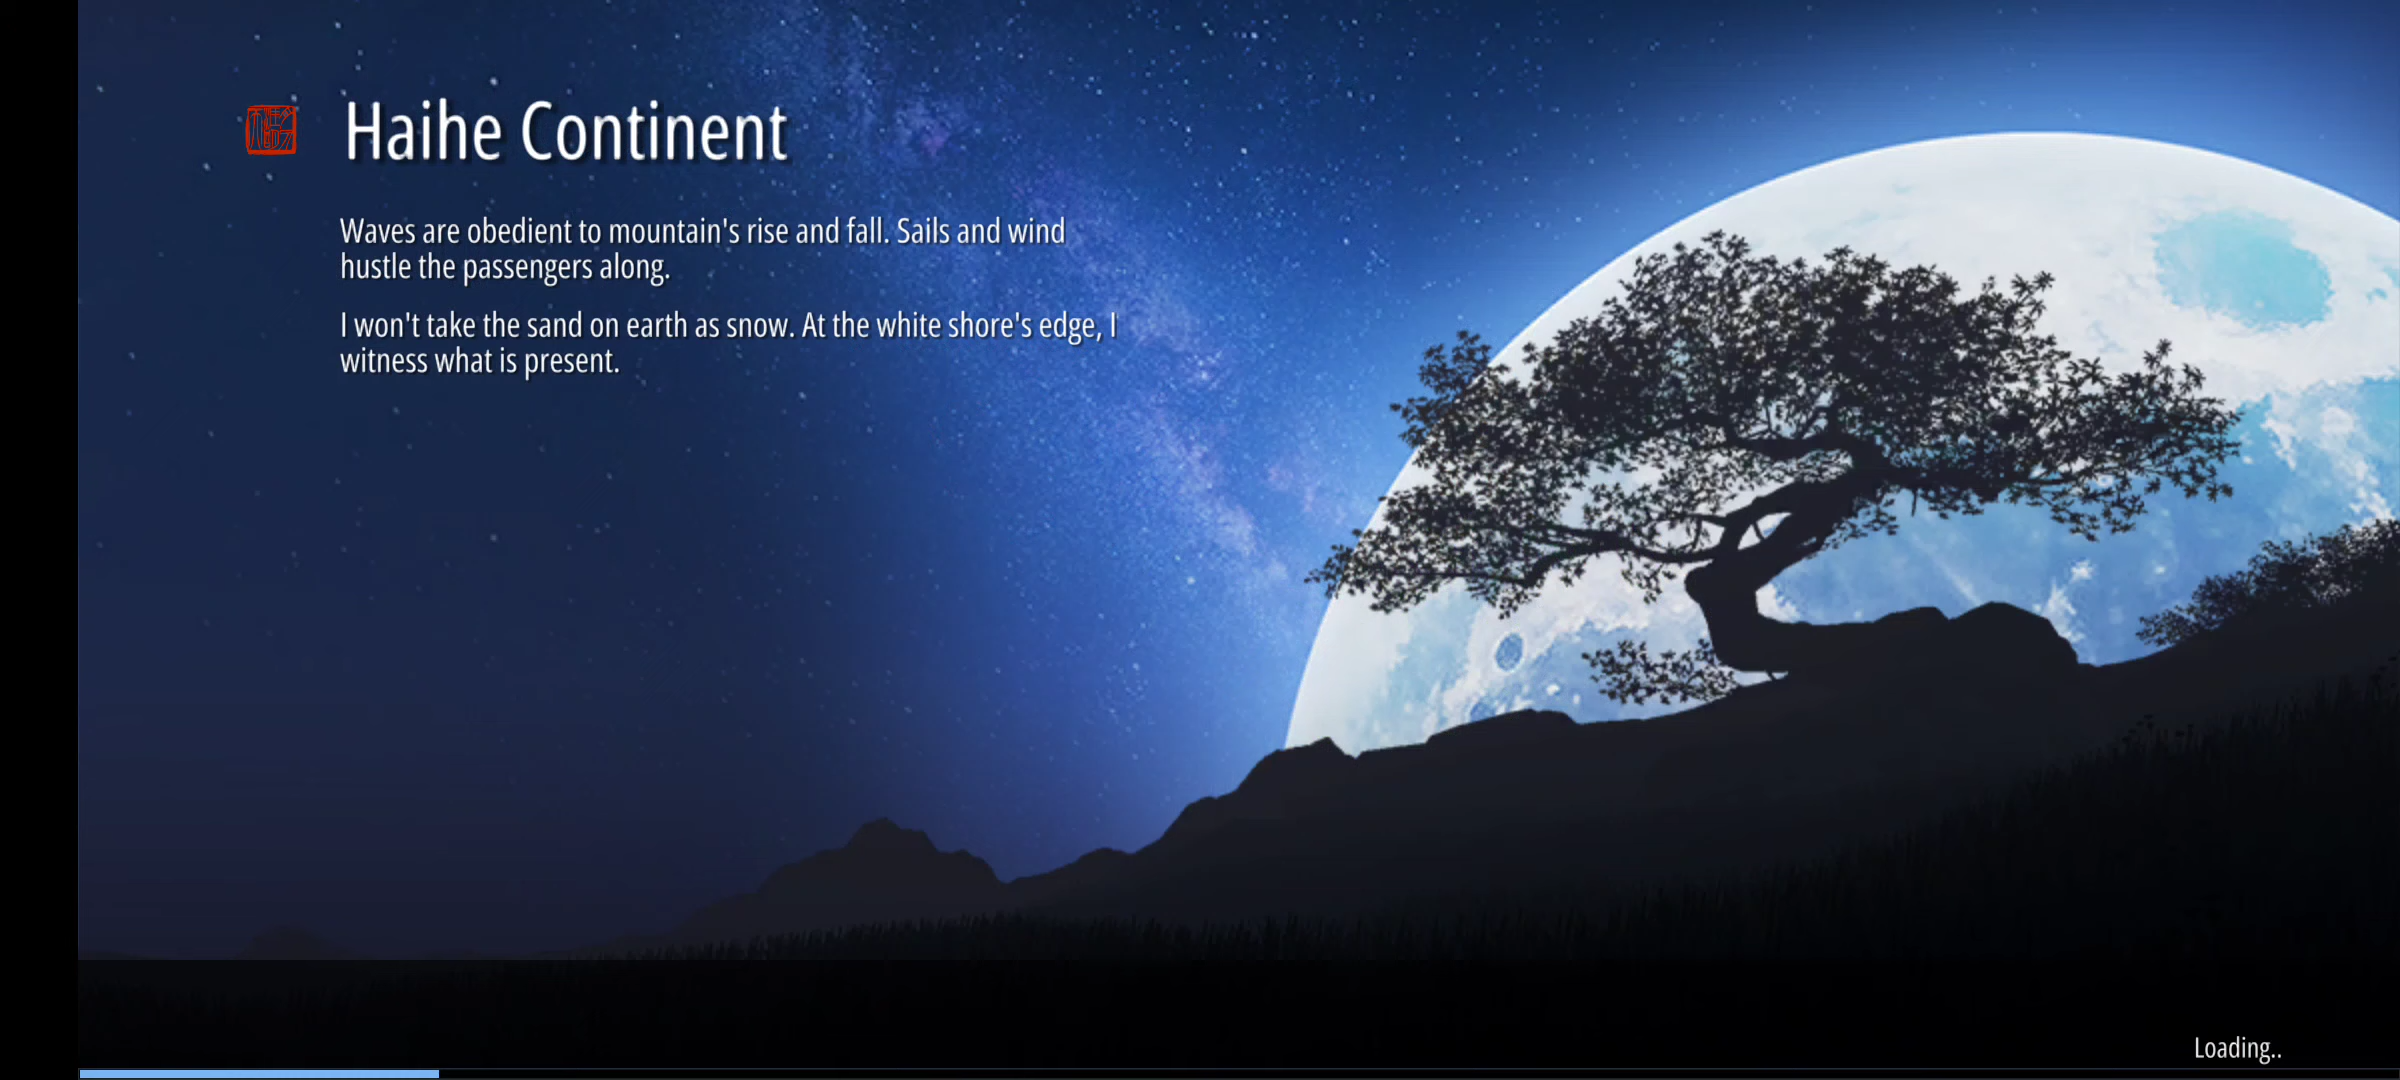 Haihe Continent
Waves are obedient to mountain's rise and fall. Sails and wind
hustle the passengers along.
I won't take the sand on earth as snow. At the white shore's edge, I
witness what is present.
Loading..